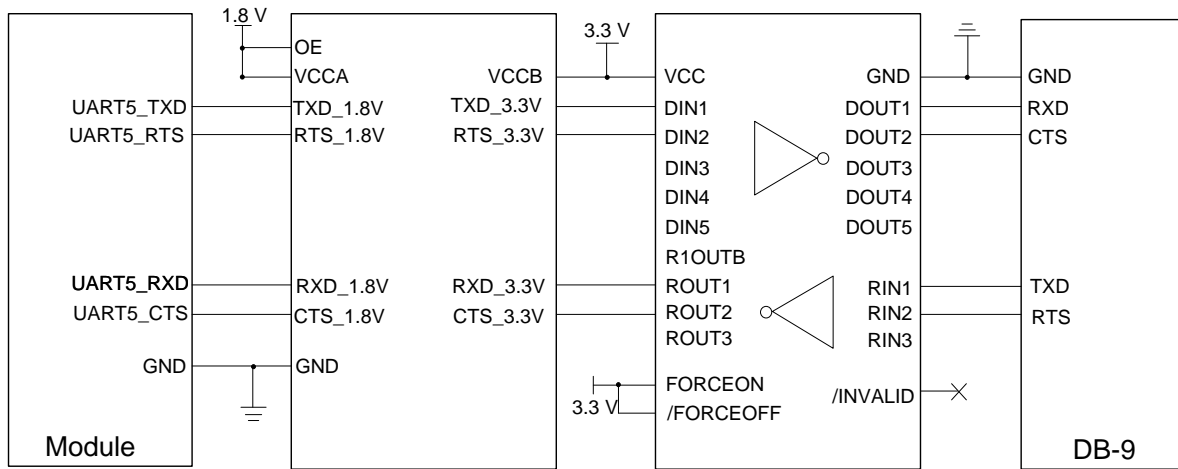 1.8 V
OE
VCCA
UART5_TXD
TXD_1.8V
UART5_RTS
RTS_1.8V
UART5_RXD
RXD_1.8V
UART5_CTS
CTS_1.8V
GND
GND
Module
3.3 V
VCCB
TXD_3.3V
RTS_3.3V
RXD_3.3V
CTS_3.3V
VCC
DIN1
DIN2
DIN3
DIN4
DIN5
R1OUTB
ROUT1
ROUT2
ROUT3
FORCEON
3.3 V
/FORCEOFF
GND
DOUT1
DOUT2
DOUT3
DOUT4
DOUT5
RIN1
RIN2
RIN3
/INVALID
GND
RXD
CTS
TXD
RTS
DB-9